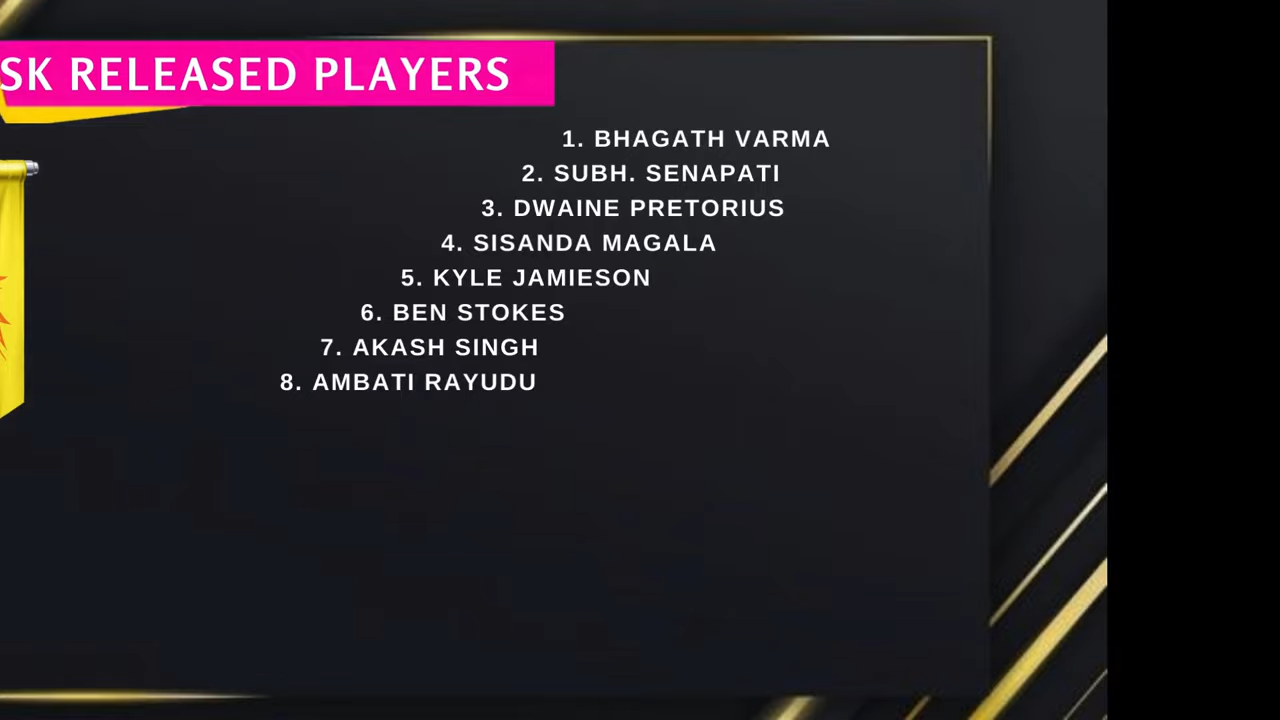 SK RELEASED PLAYERS
1. BHAGATH VARMA
2. SUBH. SENAPATI
3. DWAINE PRETORIUS
4. SISANDA MAGALA
5. KYLE JAMIESON
6. BEN STOKES
7. AKASH SINGH
8. AMBATI RAYUDU